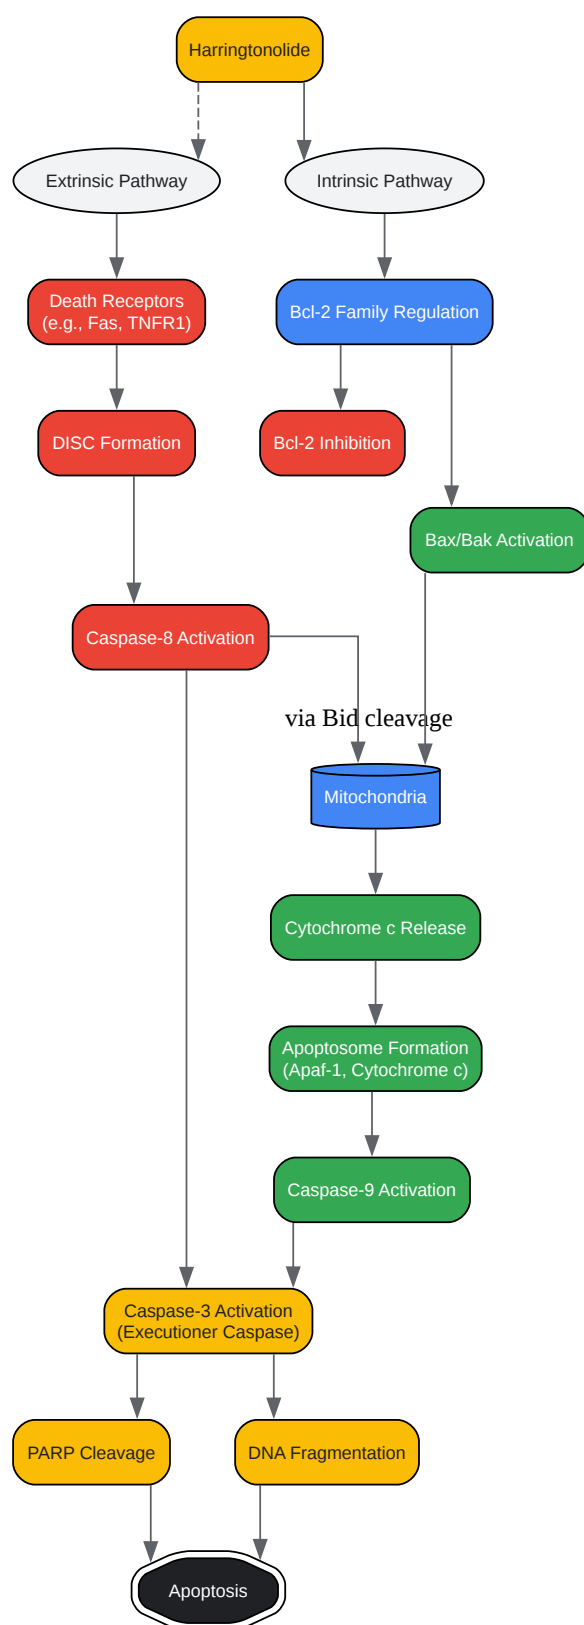 Harringtonolide
Extrinsic Pathway
Intrinsic Pathway
Death Receptors
(e.g., Fas, TNFR1)
Bcl-2 Family Regulation
DISC Formation
Bcl-2 Inhibition
Bax/Bak Activation
Caspase-8 Activation
via Bid cleavage
Mitochondria
Cytochrome c Release
Apoptosome Formation
(Apaf-1, Cytochrome c)
Caspase-9 Activation
Caspase-3 Activation
(Executioner Caspase)
PARP Cleavage
DNA Fragmentation
Apoptosis